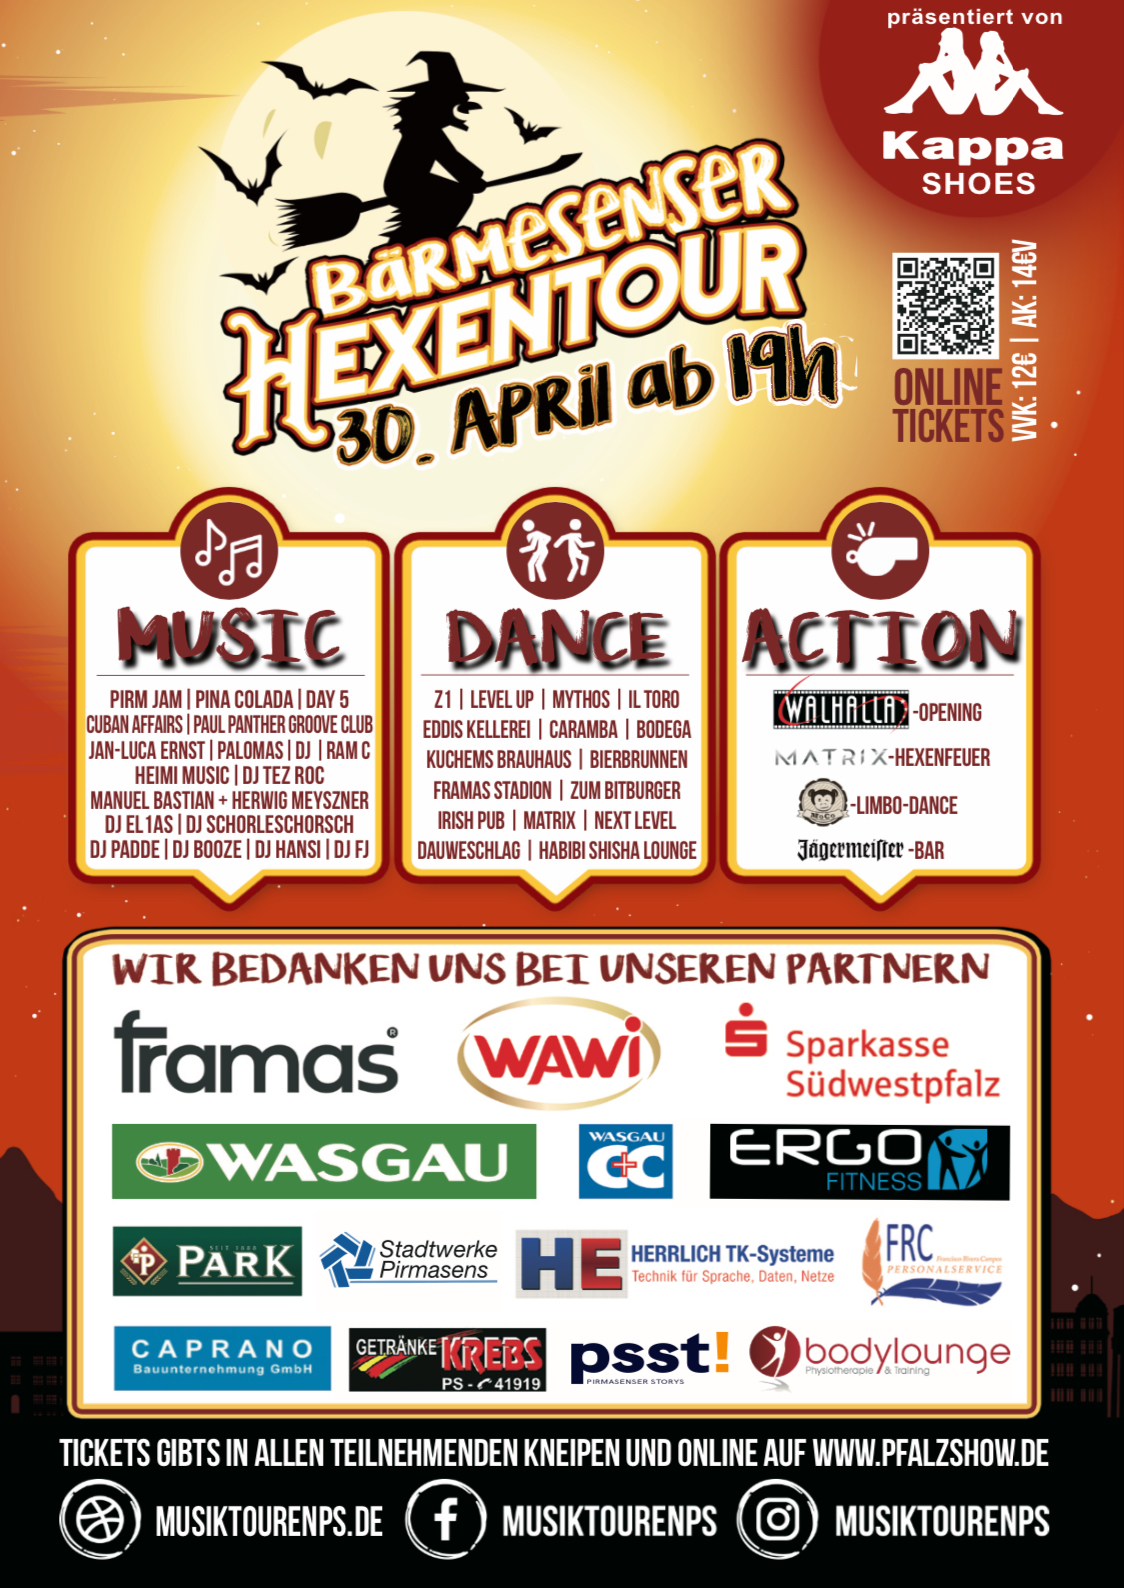 präsentiert von
Kappa
SHOES
BÄRMESENSER
HEXENTOUR
30. APRil ab 19h
ONLINE
TICKETS
VVK: 12€ | AK: 14€
MUSIC
PIRM JAM | PINA COLADA | DAY 5
CUBAN AFFAIRS | PAUL PANTHER GROOVE CLUB
JAN-LUCA ERNST | PALOMAS | DJ | RAM C
HEIMI MUSIC | DJ TEZ ROC
MANUEL BASTIAN + HERWIG MEYSZNER
DJ EL1AS | DJ SCHORLESCHORSCH
DJ PADDE | DJ BOOZE | DJ HANSI | DJ FJ
DANCE
Z1 | LEVEL UP | MYTHOS | IL TORO
EDDIS KELLEREI | CARAMBA | BODEGA
KUCHEMS BRAUHAUS | BIERBRUNNEN
FRAMAS STADION | ZUM BITBURGER
IRISH PUB | MATRIX | NEXT LEVEL
DAUWESCHLAG | HABIBI SHISHA LOUNGE
ACTION
WALHALLA -OPENING
MATRIX-HEXENFEUER
MoCo -LIMBO-DANCE
Jägermeister -BAR
WIR BEDANKEN UNS BEI UNSEREN PARTNERN
framas®
WAWi
Sparkasse
Südwestpfalz
WASGAU
WASGAU
C+C
ERGO
FITNESS
P
SEIT 1888
PARK
Stadtwerke
Pirmasens
HE
HERRLICH TK-Systeme
Technik für Sprache, Daten, Netze
FRC
Francisco Rivera Campos
PERSONALSERVICE
CAPRANO
Bauunternehmung GmbH
GETRÄNKE KREBS
PS - 41919
psst!
PIRMASENSER STORYS
bodylounge
Physiotherapie & Training
TICKETS GIBTS IN ALLEN TEILNEHMENDEN KNEIPEN UND ONLINE AUF WWW.PFALZSHOW.DE
MUSIKTOURENPS.DE
f MUSIKTOURENPS
MUSIKTOURENPS